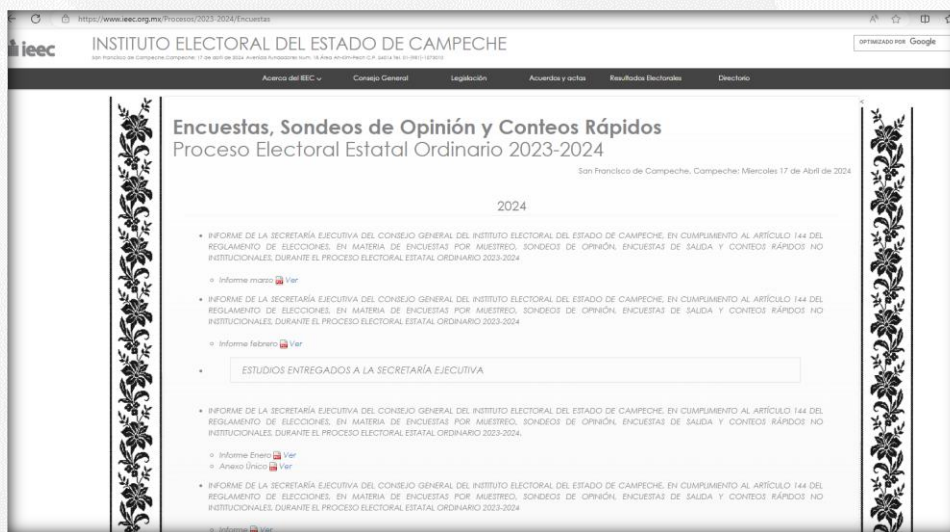 https://www.ieec.org.mx/Procesos/2023-2024/Encuestas
ieec
INSTITUTO ELECTORAL DEL ESTADO DE CAMPECHE
OPTIMIZADO POR Google
Acerca del IEEC Consejo General Legislación Acuerdos y actas Resultados Electorales Directorio
Encuestas, Sondeos de Opinión y Conteos Rápidos
Proceso Electoral Estatal Ordinario 2023-2024
San Francisco de Campeche, Campeche; Miercoles 17 de Abril de 2024
2024
• INFORME DE LA SECRETARÍA EJECUTIVA DEL CONSEJO GENERAL DEL INSTITUTO ELECTORAL DEL ESTADO DE CAMPECHE, EN CUMPLIMIENTO AL ARTÍCULO 144 DEL
REGLAMENTO DE ELECCIONES, EN MATERIA DE ENCUESTAS POR MUESTREO, SONDEOS DE OPINIÓN, ENCUESTAS DE SALIDA Y CONTEOS RÁPIDOS NO
INSTITUCIONALES, DURANTE EL PROCESO ELECTORAL ESTATAL ORDINARIO 2023-2024
Informe marzo Ver
• INFORME DE LA SECRETARÍA EJECUTIVA DEL CONSEJO GENERAL DEL INSTITUTO ELECTORAL DEL ESTADO DE CAMPECHE, EN CUMPLIMIENTO AL ARTÍCULO 144 DEL
REGLAMENTO DE ELECCIONES, EN MATERIA DE ENCUESTAS POR MUESTREO, SONDEOS DE OPINIÓN, ENCUESTAS DE SALIDA Y CONTEOS RÁPIDOS NO
INSTITUCIONALES, DURANTE EL PROCESO ELECTORAL ESTATAL ORDINARIO 2023-2024
Informe febrero Ver
• ESTUDIOS ENTREGADOS A LA SECRETARÍA EJECUTIVA
• INFORME DE LA SECRETARÍA EJECUTIVA DEL CONSEJO GENERAL DEL INSTITUTO ELECTORAL DEL ESTADO DE CAMPECHE, EN CUMPLIMIENTO AL ARTÍCULO 144 DEL
REGLAMENTO DE ELECCIONES, EN MATERIA DE ENCUESTAS POR MUESTREO, SONDEOS DE OPINIÓN, ENCUESTAS DE SALIDA Y CONTEOS RÁPIDOS NO
INSTITUCIONALES, DURANTE EL PROCESO ELECTORAL ESTATAL ORDINARIO 2023-2024.
Informe Enero Ver
Anexo Único Ver
• INFORME DE LA SECRETARÍA EJECUTIVA DEL CONSEJO GENERAL DEL INSTITUTO ELECTORAL DEL ESTADO DE CAMPECHE, EN CUMPLIMIENTO AL ARTÍCULO 144 DEL
REGLAMENTO DE ELECCIONES, EN MATERIA DE ENCUESTAS POR MUESTREO, SONDEOS DE OPINIÓN, ENCUESTAS DE SALIDA Y CONTEOS RÁPIDOS NO
INSTITUCIONALES, DURANTE EL PROCESO ELECTORAL ESTATAL ORDINARIO 2023-2024
Informe Ver